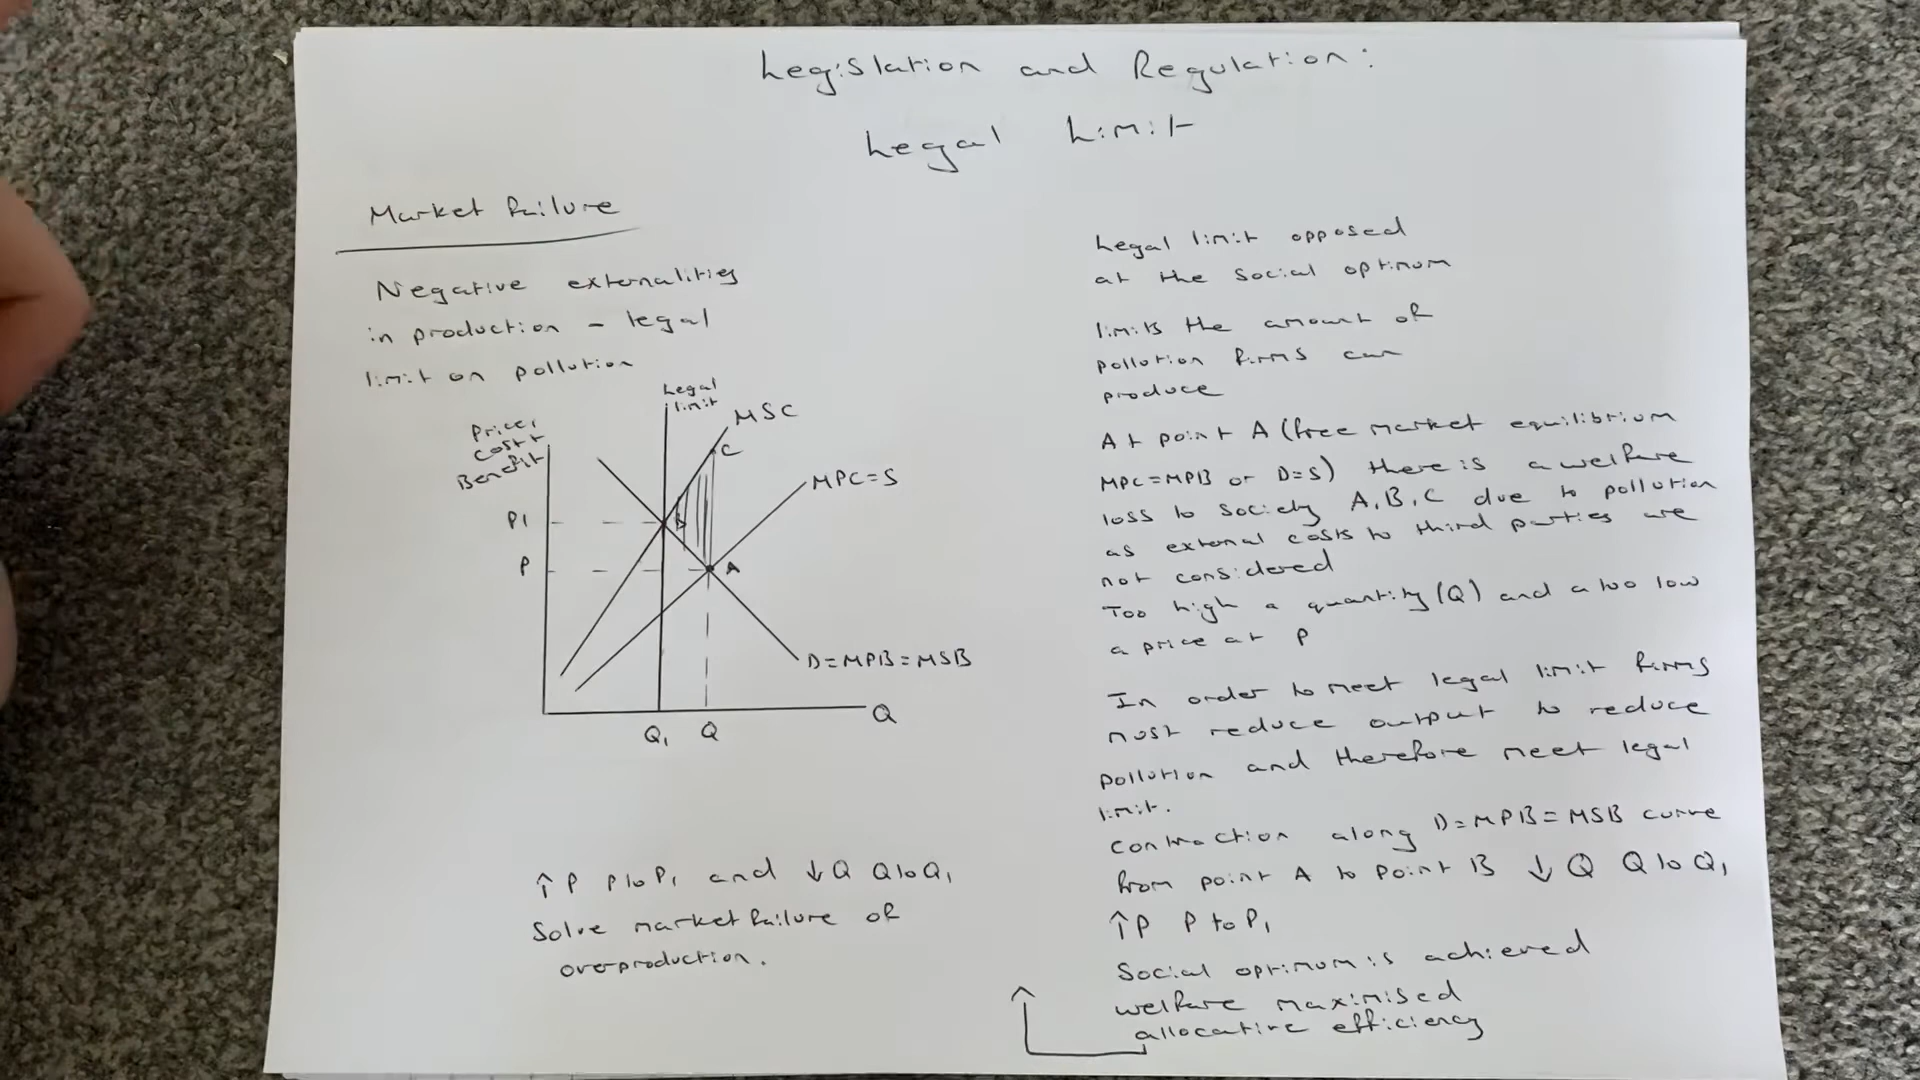 Legislation and Regulation:
Legal Limit
Market Failure
Negative externalities
in production - legal
limit on pollution
Legal
limit
MSC
Price,
Cost +
Benefit
C
MPC=S
P1
B
P
A
D=MPB=MSB
Q1 Q
Q
↑P P to P1 and ↓Q Q to Q1
Solve market failure of
overproduction.
Legal limit opposed
at the social optimum
limits the amount of
pollution firms can
produce
At point A (free market equilibrium
MPC=MPB or D=S) there is a welfare
loss to society A,B,C due to pollution
as external costs to third parties are
not considered
Too high a quantity (Q) and a too low
a price at P
In order to meet legal limit firms
must reduce output to reduce
pollution and therefore meet legal
limit.
contraction along D=MPB=MSB curve
from point A to point B ↓Q Q to Q1
↑P P to P1
Social optimum is achieved
welfare maximised
allocative efficiency